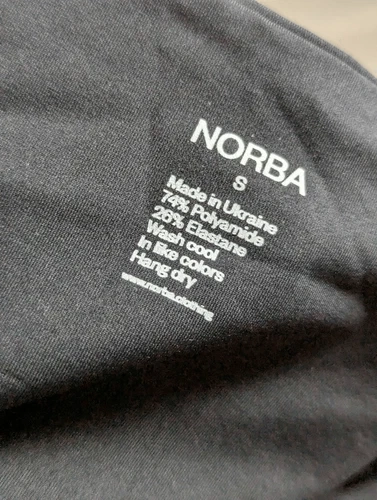 NORBA
S
Made in Ukraine
74% Polyamide
26% Elastane
Wash cool
In like colors
Hang dry
www.norba.clothing